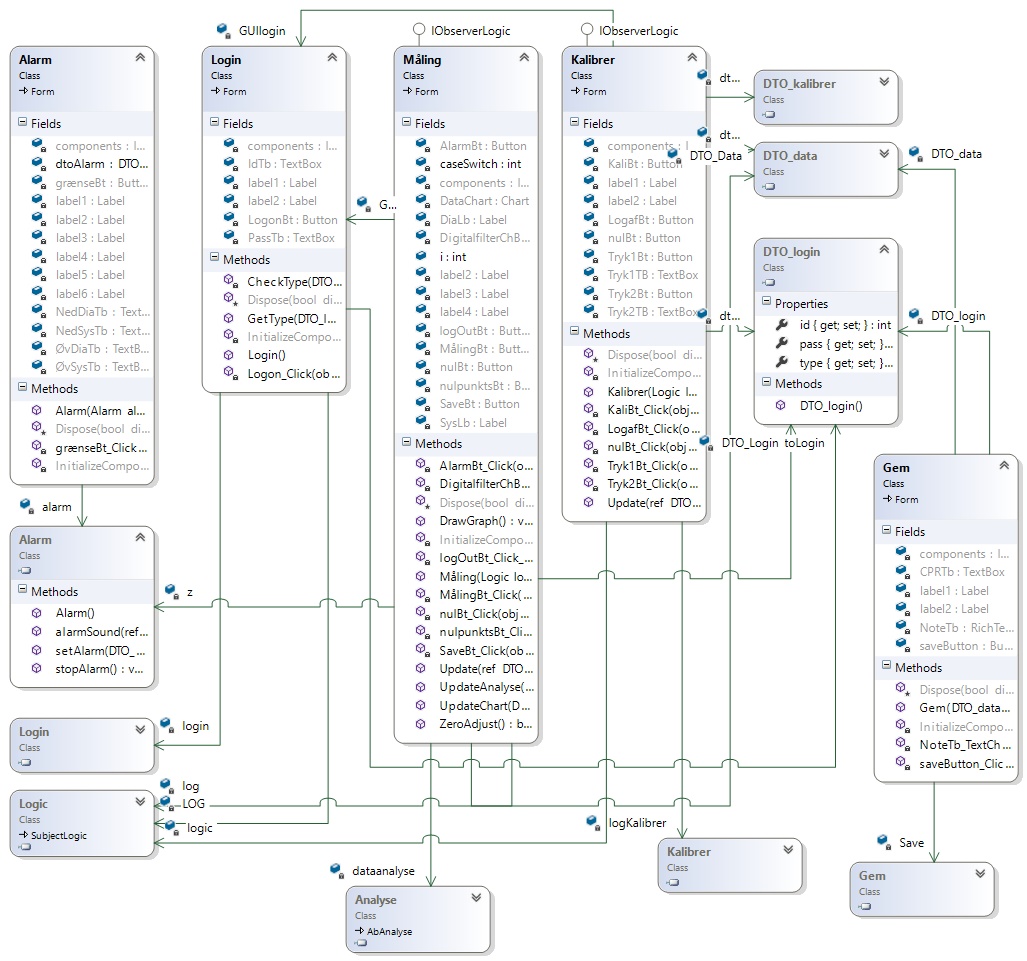 GUIlogin
IObserverLogic
IObserverLogic
Alarm
Class
Form
Fields
components : I...
dtoAlarm : DTO...
grænseBt : Butt...
label1 : Label
label2 : Label
label3 : Label
label4 : Label
label5 : Label
label6 : Label
NedDiaTb : Text...
NedSysTb : Text...
ØvDiaTb : TextB...
ØvSysTb : TextB...
Methods
Alarm(Alarm al...
Dispose(bool di...
grænseBt_Click
InitializeCompo...
alarm
Alarm
Class
Methods
Alarm()
alarmSound(ref...
setAlarm(DTO_...
stopAlarm() : v...
z
Login
Class
login
Logic
Class
SubjectLogic
log
LOG
logic
Login
Class
Form
Fields
components : I...
IdTb : TextBox
label1 : Label
label2 : Label
LogonBt : Button
PassTb : TextBox
Methods
CheckType(DTO...
Dispose(bool di...
GetType(DTO_l...
InitializeCompo...
Login()
Logon_Click(ob...
G...
Måling
Class
Form
Fields
AlarmBt : Button
caseSwitch : int
components : I...
DataChart : Chart
DiaLb : Label
DigitalfilterChB...
i : int
label2 : Label
label3 : Label
label4 : Label
logOutBt : Butt...
MålingBt : Butt...
nulBt : Button
nulpunktsBt : B...
SaveBt : Button
SysLb : Label
Methods
AlarmBt_Click(o...
DigitalfilterChB...
Dispose(bool di...
DrawGraph() : v...
InitializeCompo...
logOutBt_Click_...
Måling(Logic lo...
MålingBt_Click(...
nulBt_Click(obj...
nulpunktsBt_Cli...
SaveBt_Click(ob...
Update(ref DTO...
UpdateAnalyse(...
UpdateChart(D...
ZeroAdjust() : b...
dataanalyse
Analyse
Class
AbAnalyse
Kalibrer
Class
Form
Fields
components : I...
KaliBt : Button
label1 : Label
label2 : Label
LogafBt : Button
nulBt : Button
Tryk1Bt : Button
Tryk1TB : TextBox
Tryk2Bt : Button
Tryk2TB : TextBox
Methods
Dispose(bool di...
InitializeCompo...
Kalibrer(Logic l...
KaliBt_Click(obj...
LogafBt_Click(o...
nulBt_Click(obj...
Tryk1Bt_Click(o...
Tryk2Bt_Click(o...
Update(ref DTO...
logKalibrer
Kalibrer
Class
dt...
DTO_kalibrer
Class
dt...
DTO_Data
DTO_data
Class
DTO_data
dt...
DTO_login
Class
Properties
id { get; set; } : int
pass { get; set; }...
type { get; set; }...
Methods
DTO_login()
DTO_login
DTO_Login toLogin
Gem
Class
Form
Fields
components : I...
CPRTb : TextBox
label1 : Label
label2 : Label
NoteTb : RichTe...
saveButton : Bu...
Methods
Dispose(bool di...
Gem(DTO_data...
InitializeCompo...
NoteTb_TextCh...
saveButton_Clic...
Save
Gem
Class